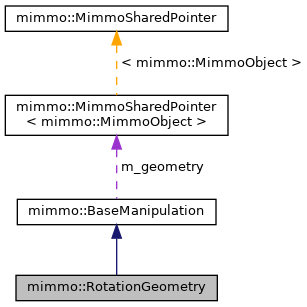 mimmo::MimmoSharedPointer
< mimmo::MimmoObject >
mimmo::MimmoSharedPointer
< mimmo::MimmoObject >
m_geometry
mimmo::BaseManipulation
mimmo::RotationGeometry